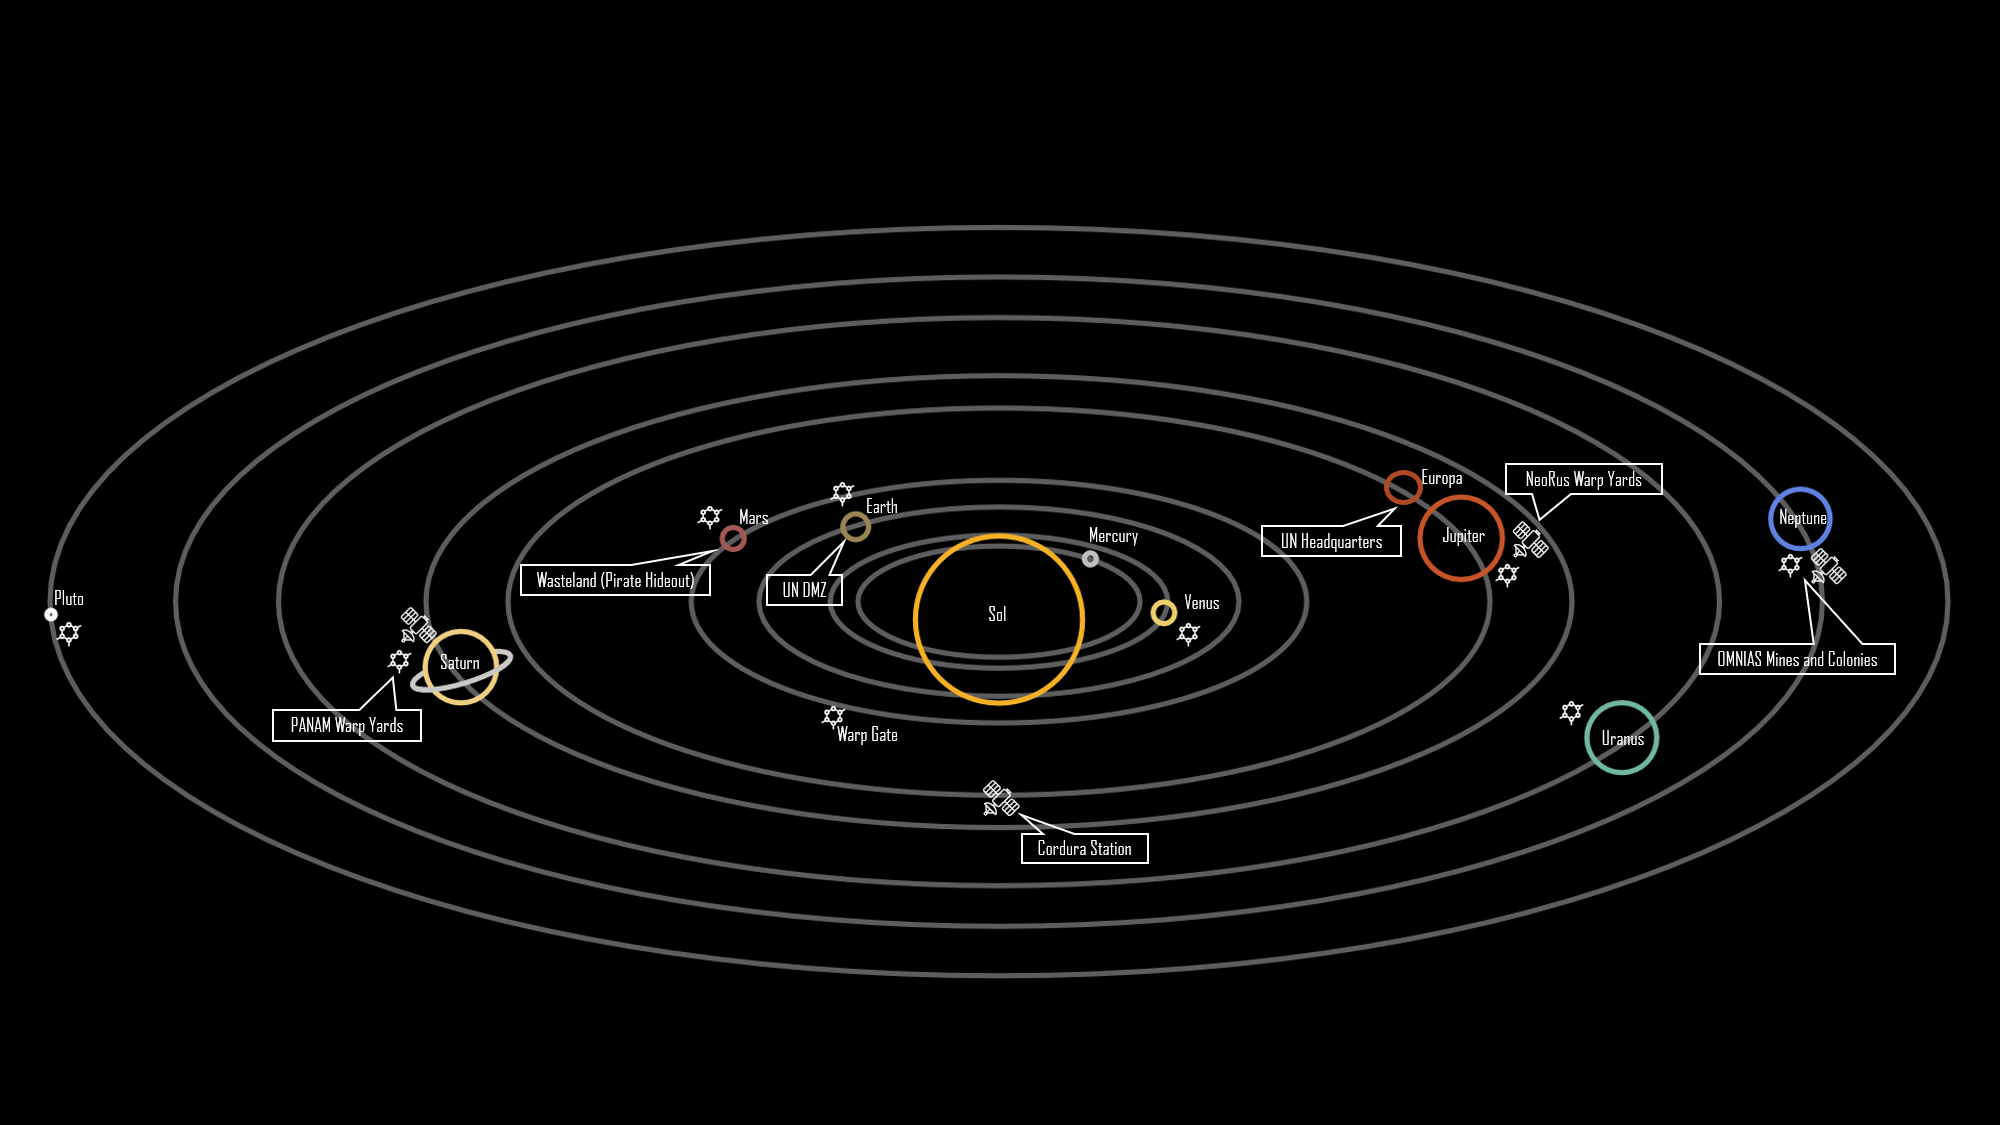 Europa
NeoRus Warp Yards
Earth
Mars
Neptune
Mercury
Jupiter
UN Headquarters
Wasteland (Pirate Hideout)
UN DMZ
Pluto
Venus
Sol
Saturn
OMNIAS Mines and Colonies
PANAM Warp Yards
Warp Gate
Uranus
Cordura Station